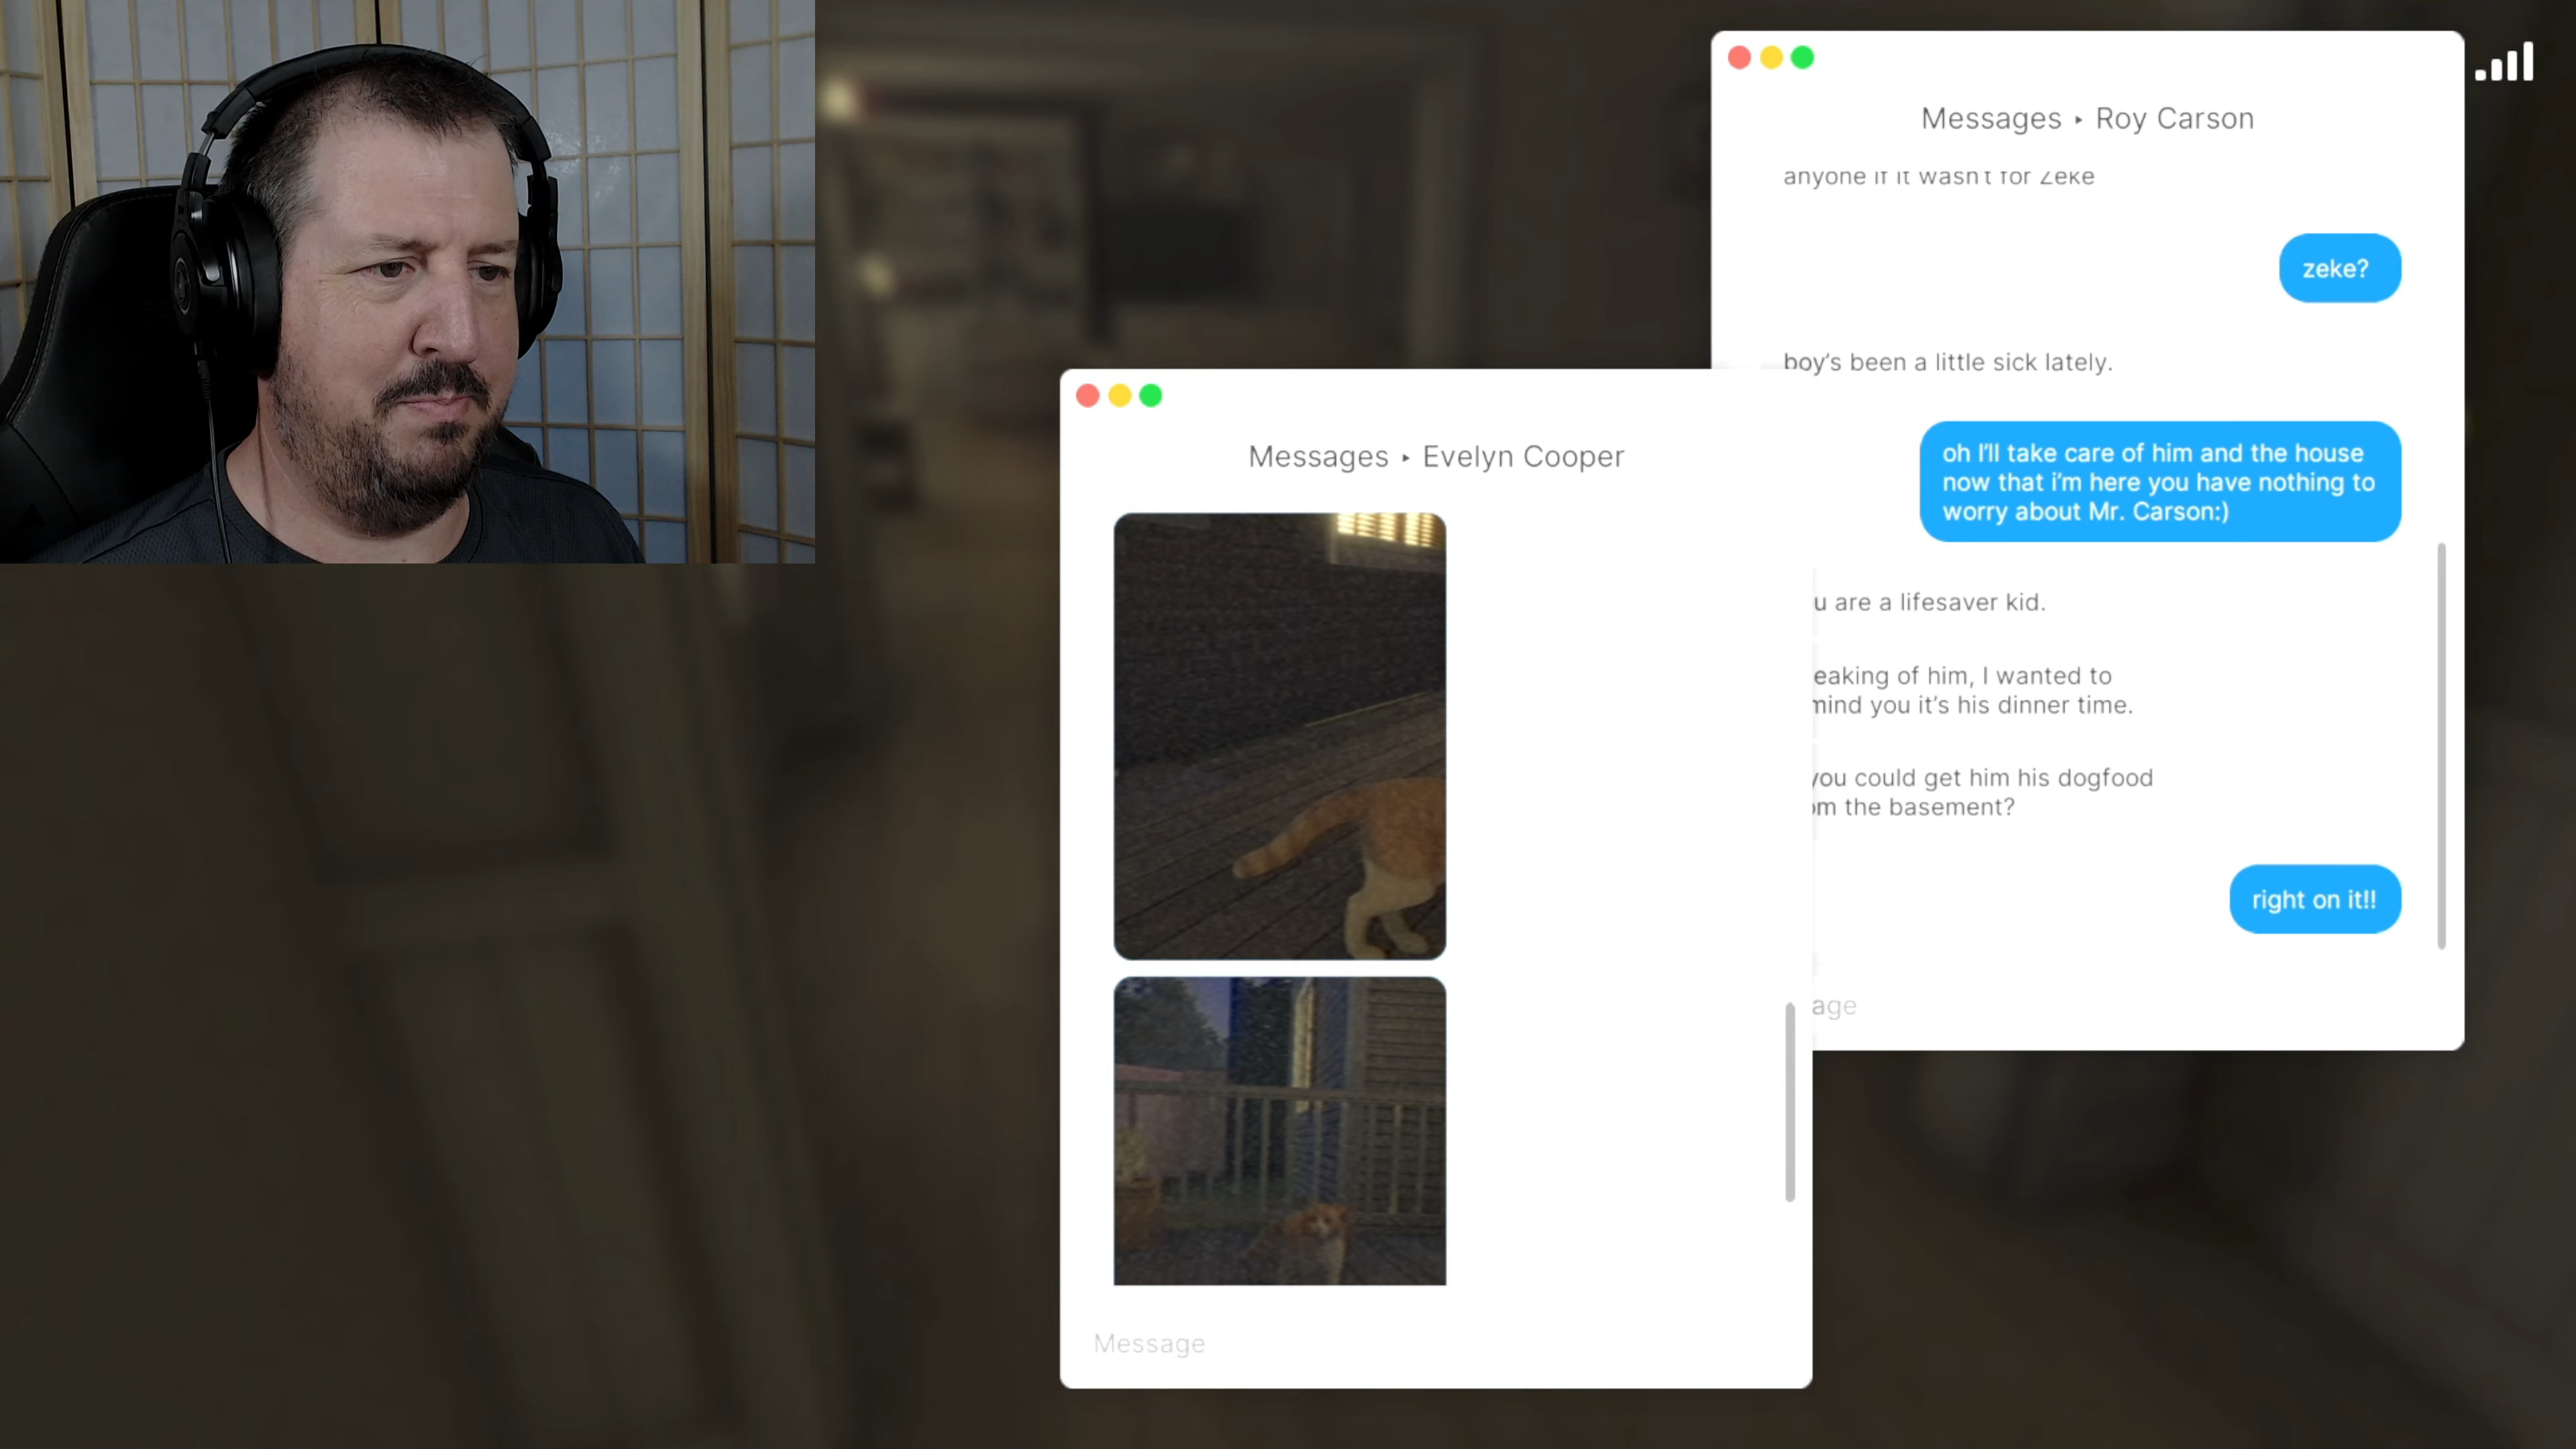 Messages ▸ Roy Carson
anyone if it wasn't for Zeke
zeke?
boy's been a little sick lately.
oh I'll take care of him and the house
now that i'm here you have nothing to
worry about Mr. Carson:)
u are a lifesaver kid.
eaking of him, I wanted to
mind you it's his dinner time.
you could get him his dogfood
om the basement?
right on it!!
age
Messages ▸ Evelyn Cooper
Message